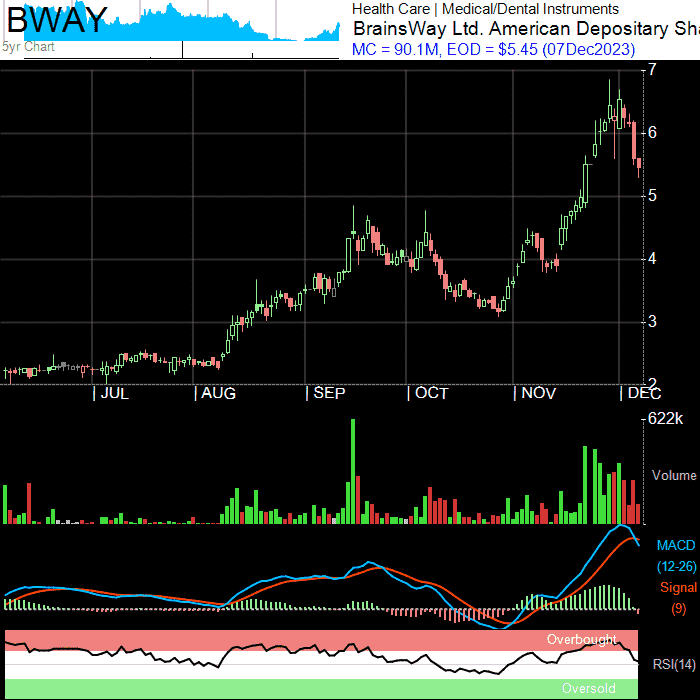 BWAY
Health Care | Medical/Dental Instruments
BrainsWay Ltd. American Depositary Sha
5yr Chart
MC = 90.1M, EOD = $5.45 (07Dec2023)
7
6
5
4
3
2
JUL AUG SEP OCT NOV DEC
622k
Volume
MACD
(12-26)
Signal
(9)
Overbought
RSI(14)
Oversold